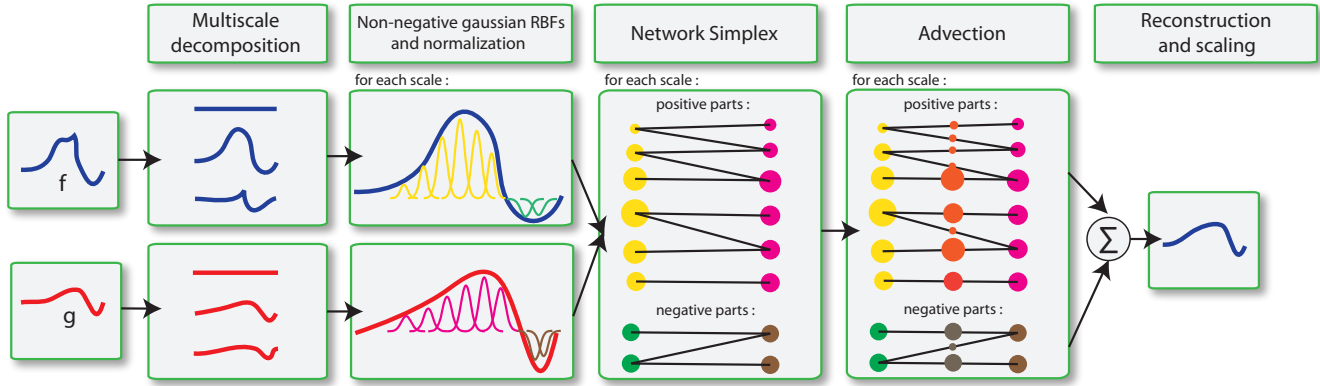 Multiscale
decomposition
Non-negative gaussian RBFs
and normalization
Network Simplex
Advection
Reconstruction
and scaling
for each scale :
for each scale :
for each scale :
positive parts :
positive parts :
f
g
Σ
negative parts :
negative parts :